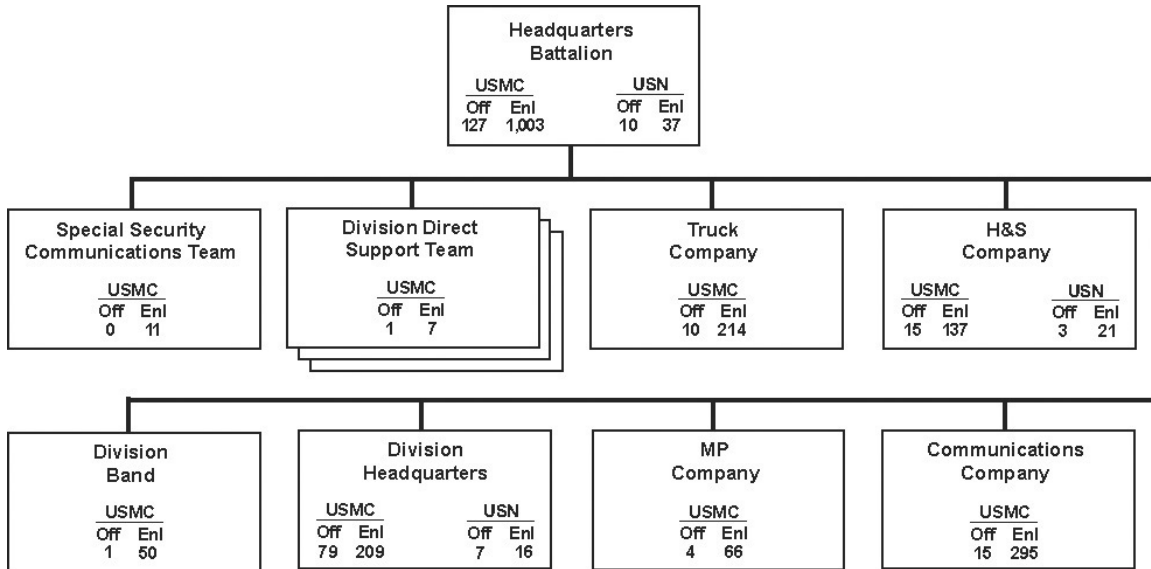 Headquarters
Battalion
USMC USN
Off Enl Off Enl
127 1,003 10 37
Special Security
Communications Team
USMC
Off Enl
0 11
Division Direct
Support Team
USMC
Off Enl
1 7
Truck
Company
USMC
Off Enl
10 214
H&S
Company
USMC USN
Off Enl Off Enl
15 137 3 21
Division
Band
USMC
Off Enl
1 50
Division
Headquarters
USMC USN
Off Enl Off Enl
79 209 7 16
MP
Company
USMC
Off Enl
4 66
Communications
Company
USMC
Off Enl
15 295